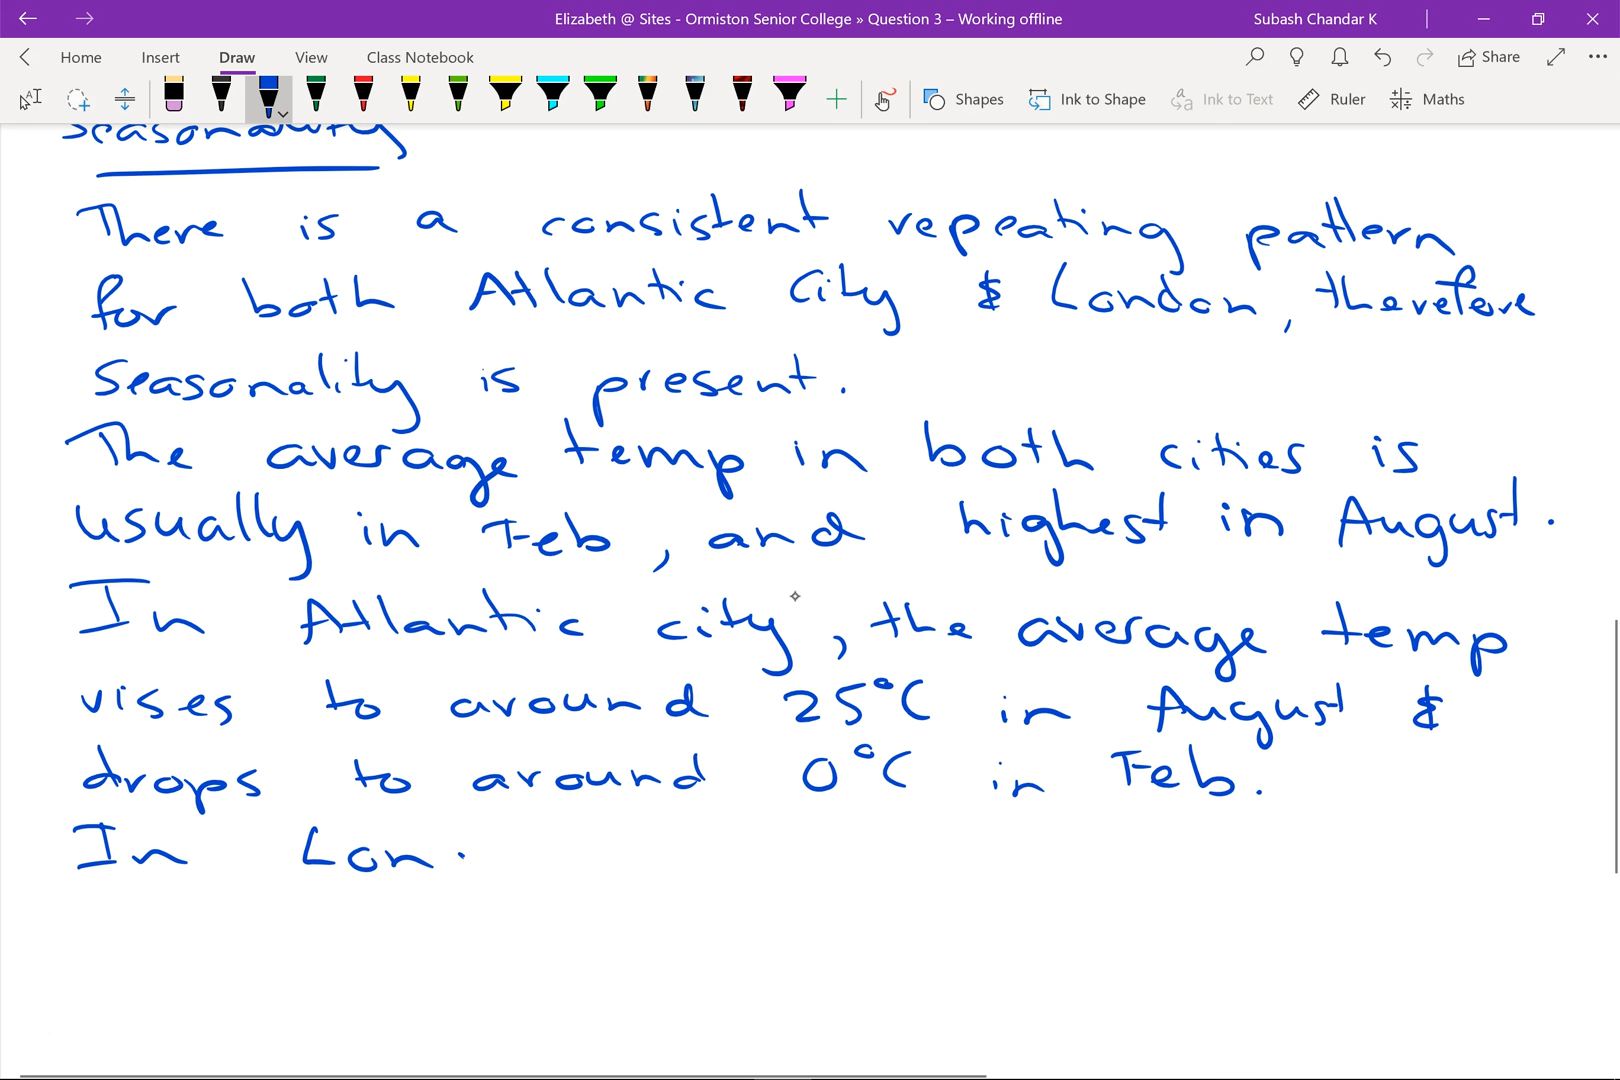 Elizabeth @ Sites - Ormiston Senior College » Question 3 – Working offline
Subash Chandar K
Home Insert Draw View Class Notebook
Share
Shapes Ink to Shape Ink to Text Ruler Maths
Seasonality
There is a consistent repeating pattern
for both Atlantic City & London, therefore
Seasonality is present.
The average temp in both cities is
usually in Feb, and highest in August.
In Atlantic city, the average temp
rises to around 25°C in August &
drops to around 0°C in Feb.
In Lon.